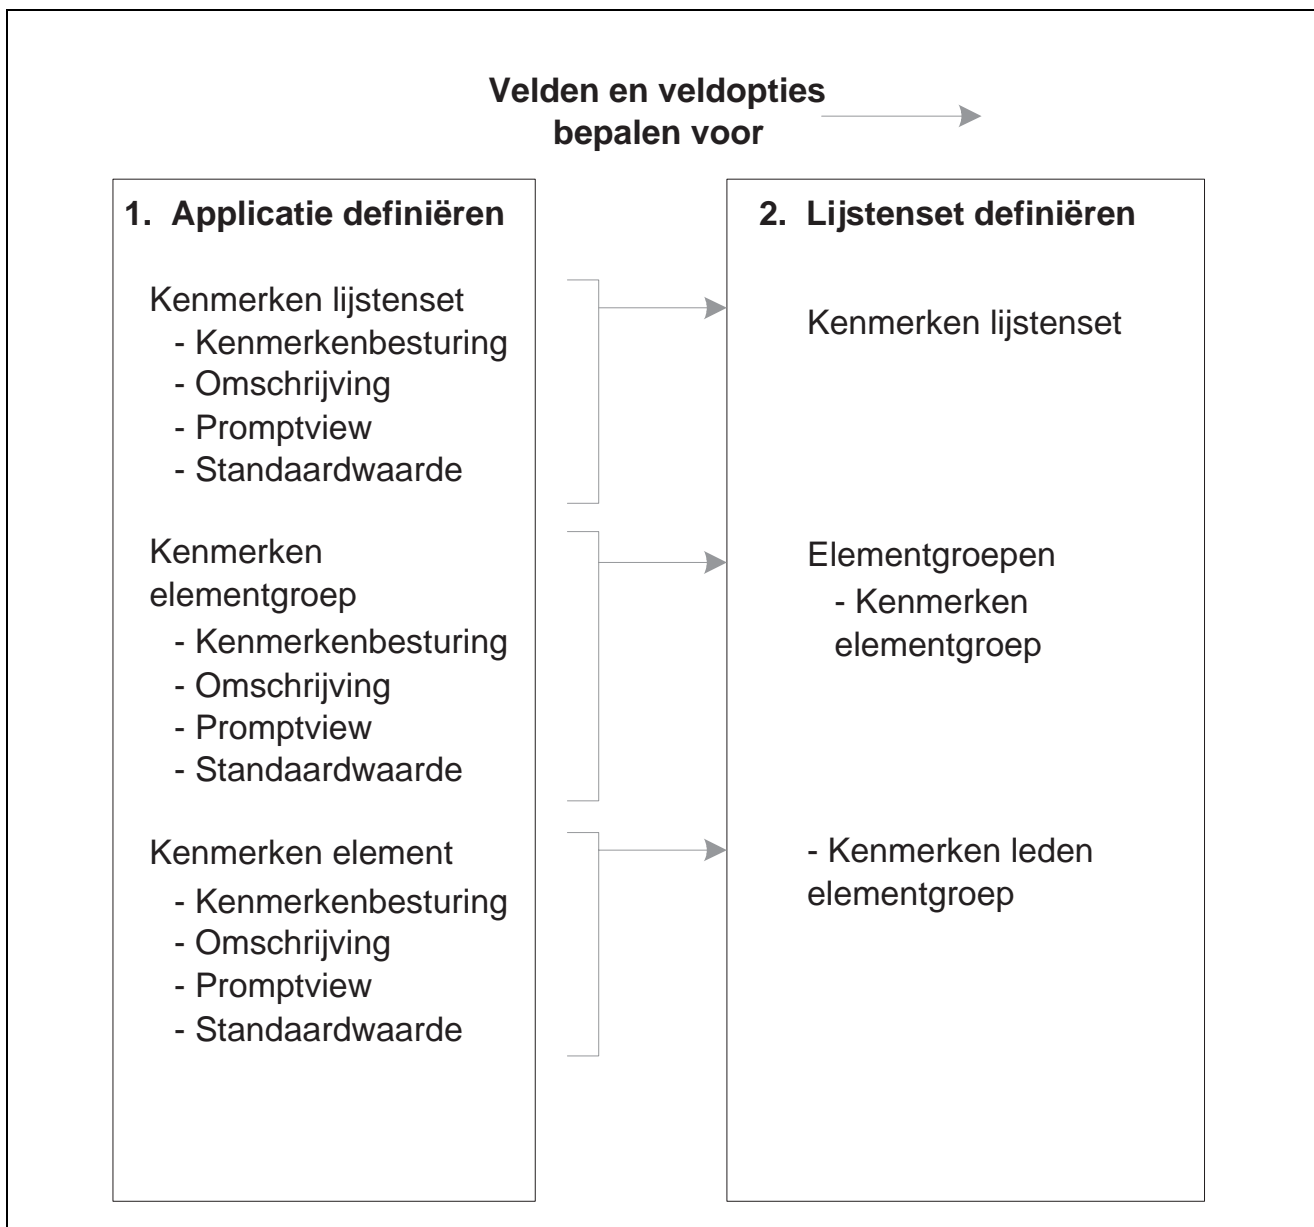 Velden en veldopties
bepalen voor
1. Applicatie definiëren
Kenmerken lijstenset
- Kenmerkenbesturing
- Omschrijving
- Promptview
- Standaardwaarde
Kenmerken
elementgroep
- Kenmerkenbesturing
- Omschrijving
- Promptview
- Standaardwaarde
Kenmerken element
- Kenmerkenbesturing
- Omschrijving
- Promptview
- Standaardwaarde
2. Lijstenset definiëren
Kenmerken lijstenset
Elementgroepen
- Kenmerken
elementgroep
- Kenmerken leden
elementgroep